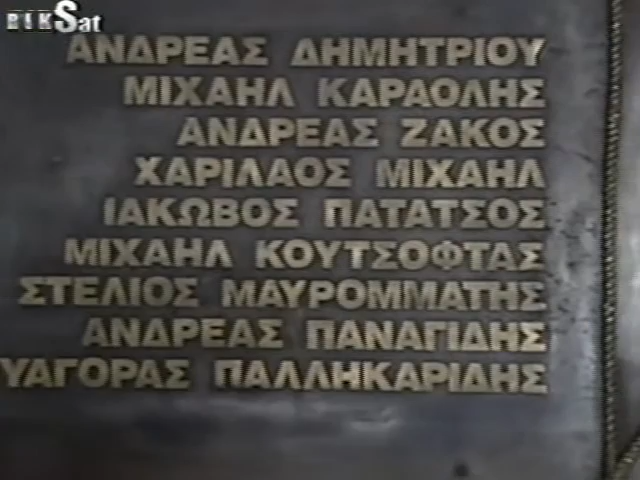 RIKSat
ΑΝΔΡΕΑΣ ΔΗΜΗΤΡΙΟΥ
ΜΙΧΑΗΛ ΚΑΡΑΟΛΗΣ
ΑΝΔΡΕΑΣ ΖΑΚΟΣ
ΧΑΡΙΛΑΟΣ ΜΙΧΑΗΛ
ΙΑΚΩΒΟΣ ΠΑΤΑΤΣΟΣ
ΜΙΧΑΗΛ ΚΟΥΤΣΟΦΤΑΣ
ΣΤΕΛΙΟΣ ΜΑΥΡΟΜΜΑΤΗΣ
ΑΝΔΡΕΑΣ ΠΑΝΑΓΙΔΗΣ
ΥΑΓΟΡΑΣ ΠΑΛΛΗΚΑΡΙΔΗΣ